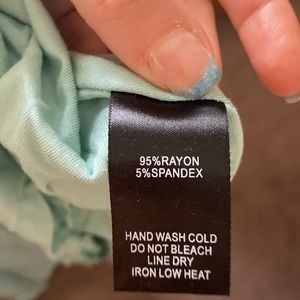 95%RAYON
5%SPANDEX
HAND WASH COLD
DO NOT BLEACH
LINE DRY
IRON LOW HEAT